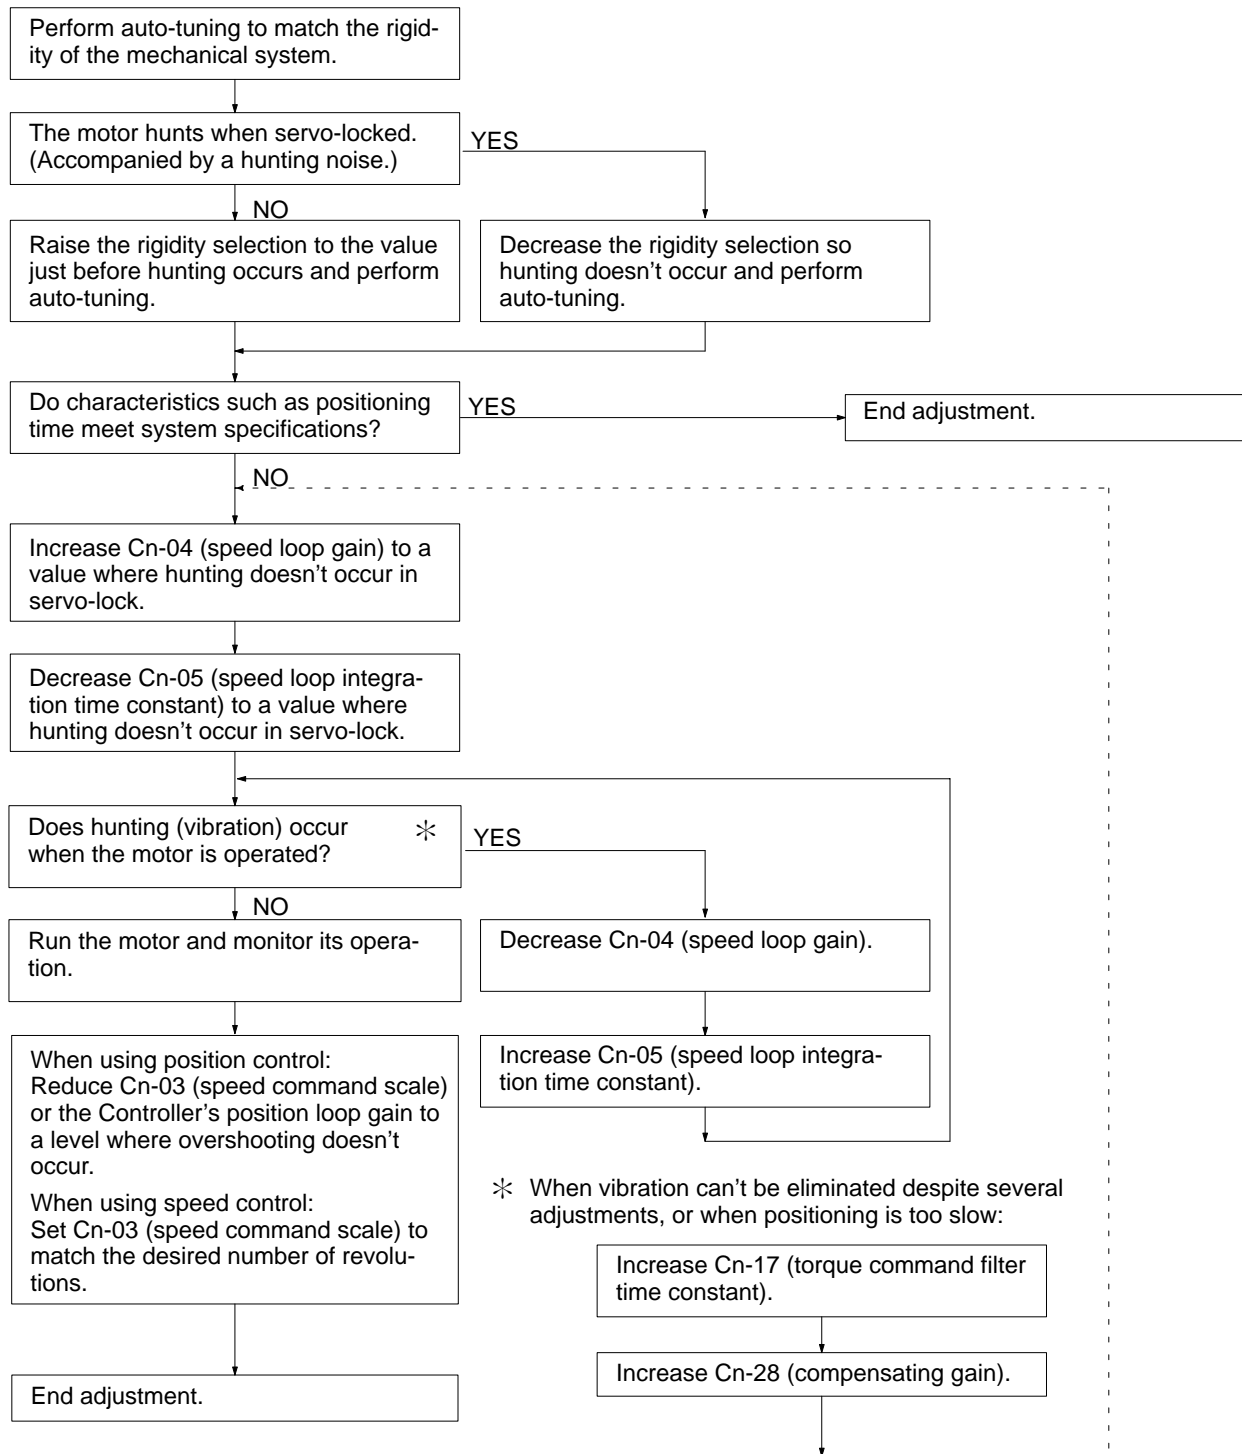 Perform auto-tuning to match the rigid-
ity of the mechanical system.
The motor hunts when servo-locked.
(Accompanied by a hunting noise.)
YES
NO
Raise the rigidity selection to the value
just before hunting occurs and perform
auto-tuning.
Decrease the rigidity selection so
hunting doesn't occur and perform
auto-tuning.
Do characteristics such as positioning
time meet system specifications?
YES
End adjustment.
NO
Increase Cn-04 (speed loop gain) to a
value where hunting doesn't occur in
servo-lock.
Decrease Cn-05 (speed loop integra-
tion time constant) to a value where
hunting doesn't occur in servo-lock.
Does hunting (vibration) occur *
when the motor is operated?
YES
NO
Run the motor and monitor its opera-
tion.
Decrease Cn-04 (speed loop gain).
Increase Cn-05 (speed loop integra-
tion time constant).
When using position control:
Reduce Cn-03 (speed command scale)
or the Controller's position loop gain to
a level where overshooting doesn't
occur.
When using speed control:
Set Cn-03 (speed command scale) to
match the desired number of revolu-
tions.
* When vibration can't be eliminated despite several
adjustments, or when positioning is too slow:
Increase Cn-17 (torque command filter
time constant).
Increase Cn-28 (compensating gain).
End adjustment.